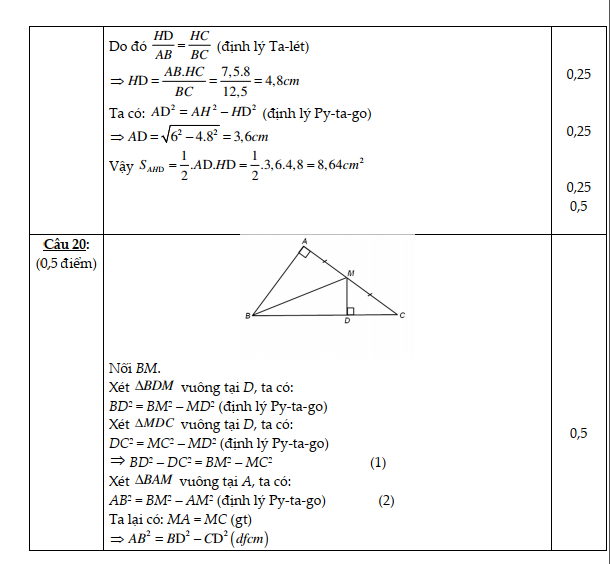 Do đó HD/AB = HC/BC (định lý Ta-lét)
⇒ HD = AB.HC/BC = 7,5.8/12,5 = 4,8cm
0,25
Ta có: AD² = AH² − HD² (định lý Py-ta-go)
⇒ AD = √(6² − 4.8²) = 3,6cm
0,25
Vậy S_AHD = 1/2.AD.HD = 1/2.3,6.4,8 = 8,64cm²
0,25
0,5
Câu 20:
(0,5 điểm)
A
M
B
D
C
Nối BM.
Xét ΔBDM vuông tại D, ta có:
BD² = BM² – MD² (định lý Py-ta-go)
Xét ΔMDC vuông tại D, ta có:
DC² = MC² – MD² (định lý Py-ta-go)
⇒ BD² – DC² = BM² – MC² (1)
Xét ΔBAM vuông tại A, ta có:
AB² = BM² – AM² (định lý Py-ta-go) (2)
Ta lại có: MA = MC (gt)
⇒ AB² = BD² − CD² (dfcm)
0,5